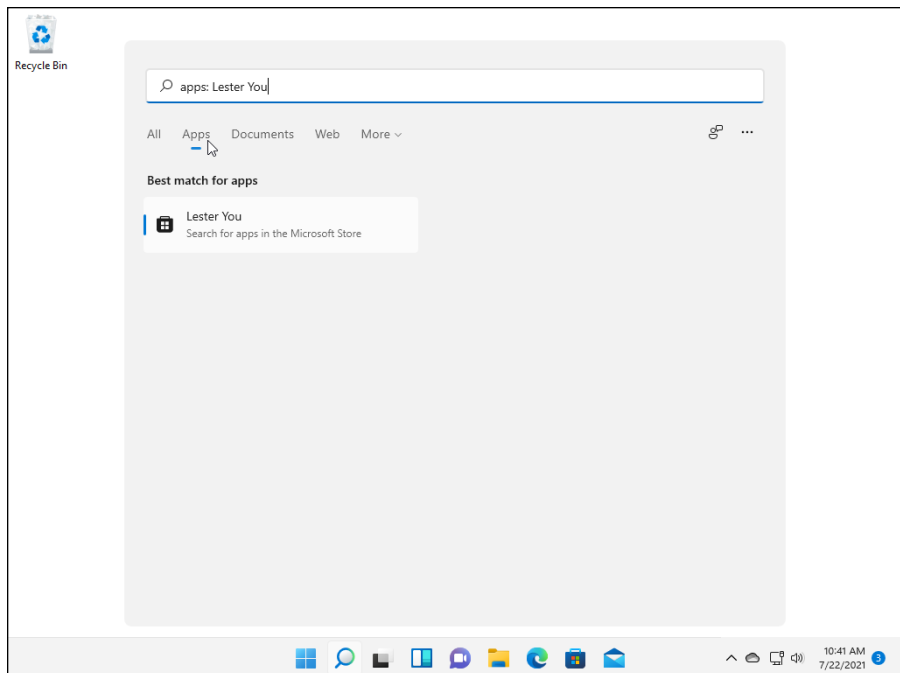 Recycle Bin
apps: Lester You
All Apps Documents Web More
Best match for apps
Lester You
Search for apps in the Microsoft Store
10:41 AM
7/22/2021
3